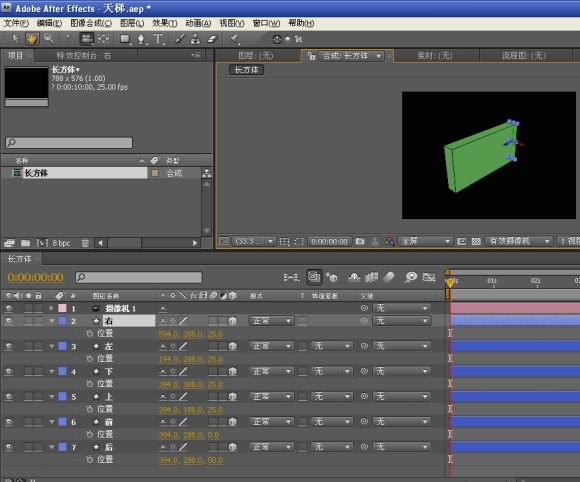 Adobe After Effects - 天梯.aep *
文件(F) 编辑(E) 图像合成(C) 图层(L) 效果(T) 动画(A) 视图(V) 窗口(W) 帮助(H)
项目 特效控制台: 右 图层: (无) 合成: 长方体 素材: (无) 流程图: (无)
长方体
长方体
788 x 576 (1.00)
? 0:00:10:00, 25.00 fps
名称 类型
长方体 合成
8 bpc (33.3... 0:00:00:00 全屏 有效摄像机 1 视
长方体
0:00:00:00
# 图层名称 模式 T 轨道蒙板 父级 02s
1 摄像机 1 无
2 右 正常 无
位置 594.0, 288.0, 25.0
3 左 正常 无 无
位置 194.0, 288.0, 25.0
4 下 正常 无 无
位置 394.0, 388.0, 25.0
5 上 正常 无 无
位置 394.0, 188.0, 25.0
6 前 正常 无 无
位置 394.0, 288.0, 0.0
7 后 正常 无 无
位置 394.0, 288.0, 50.0